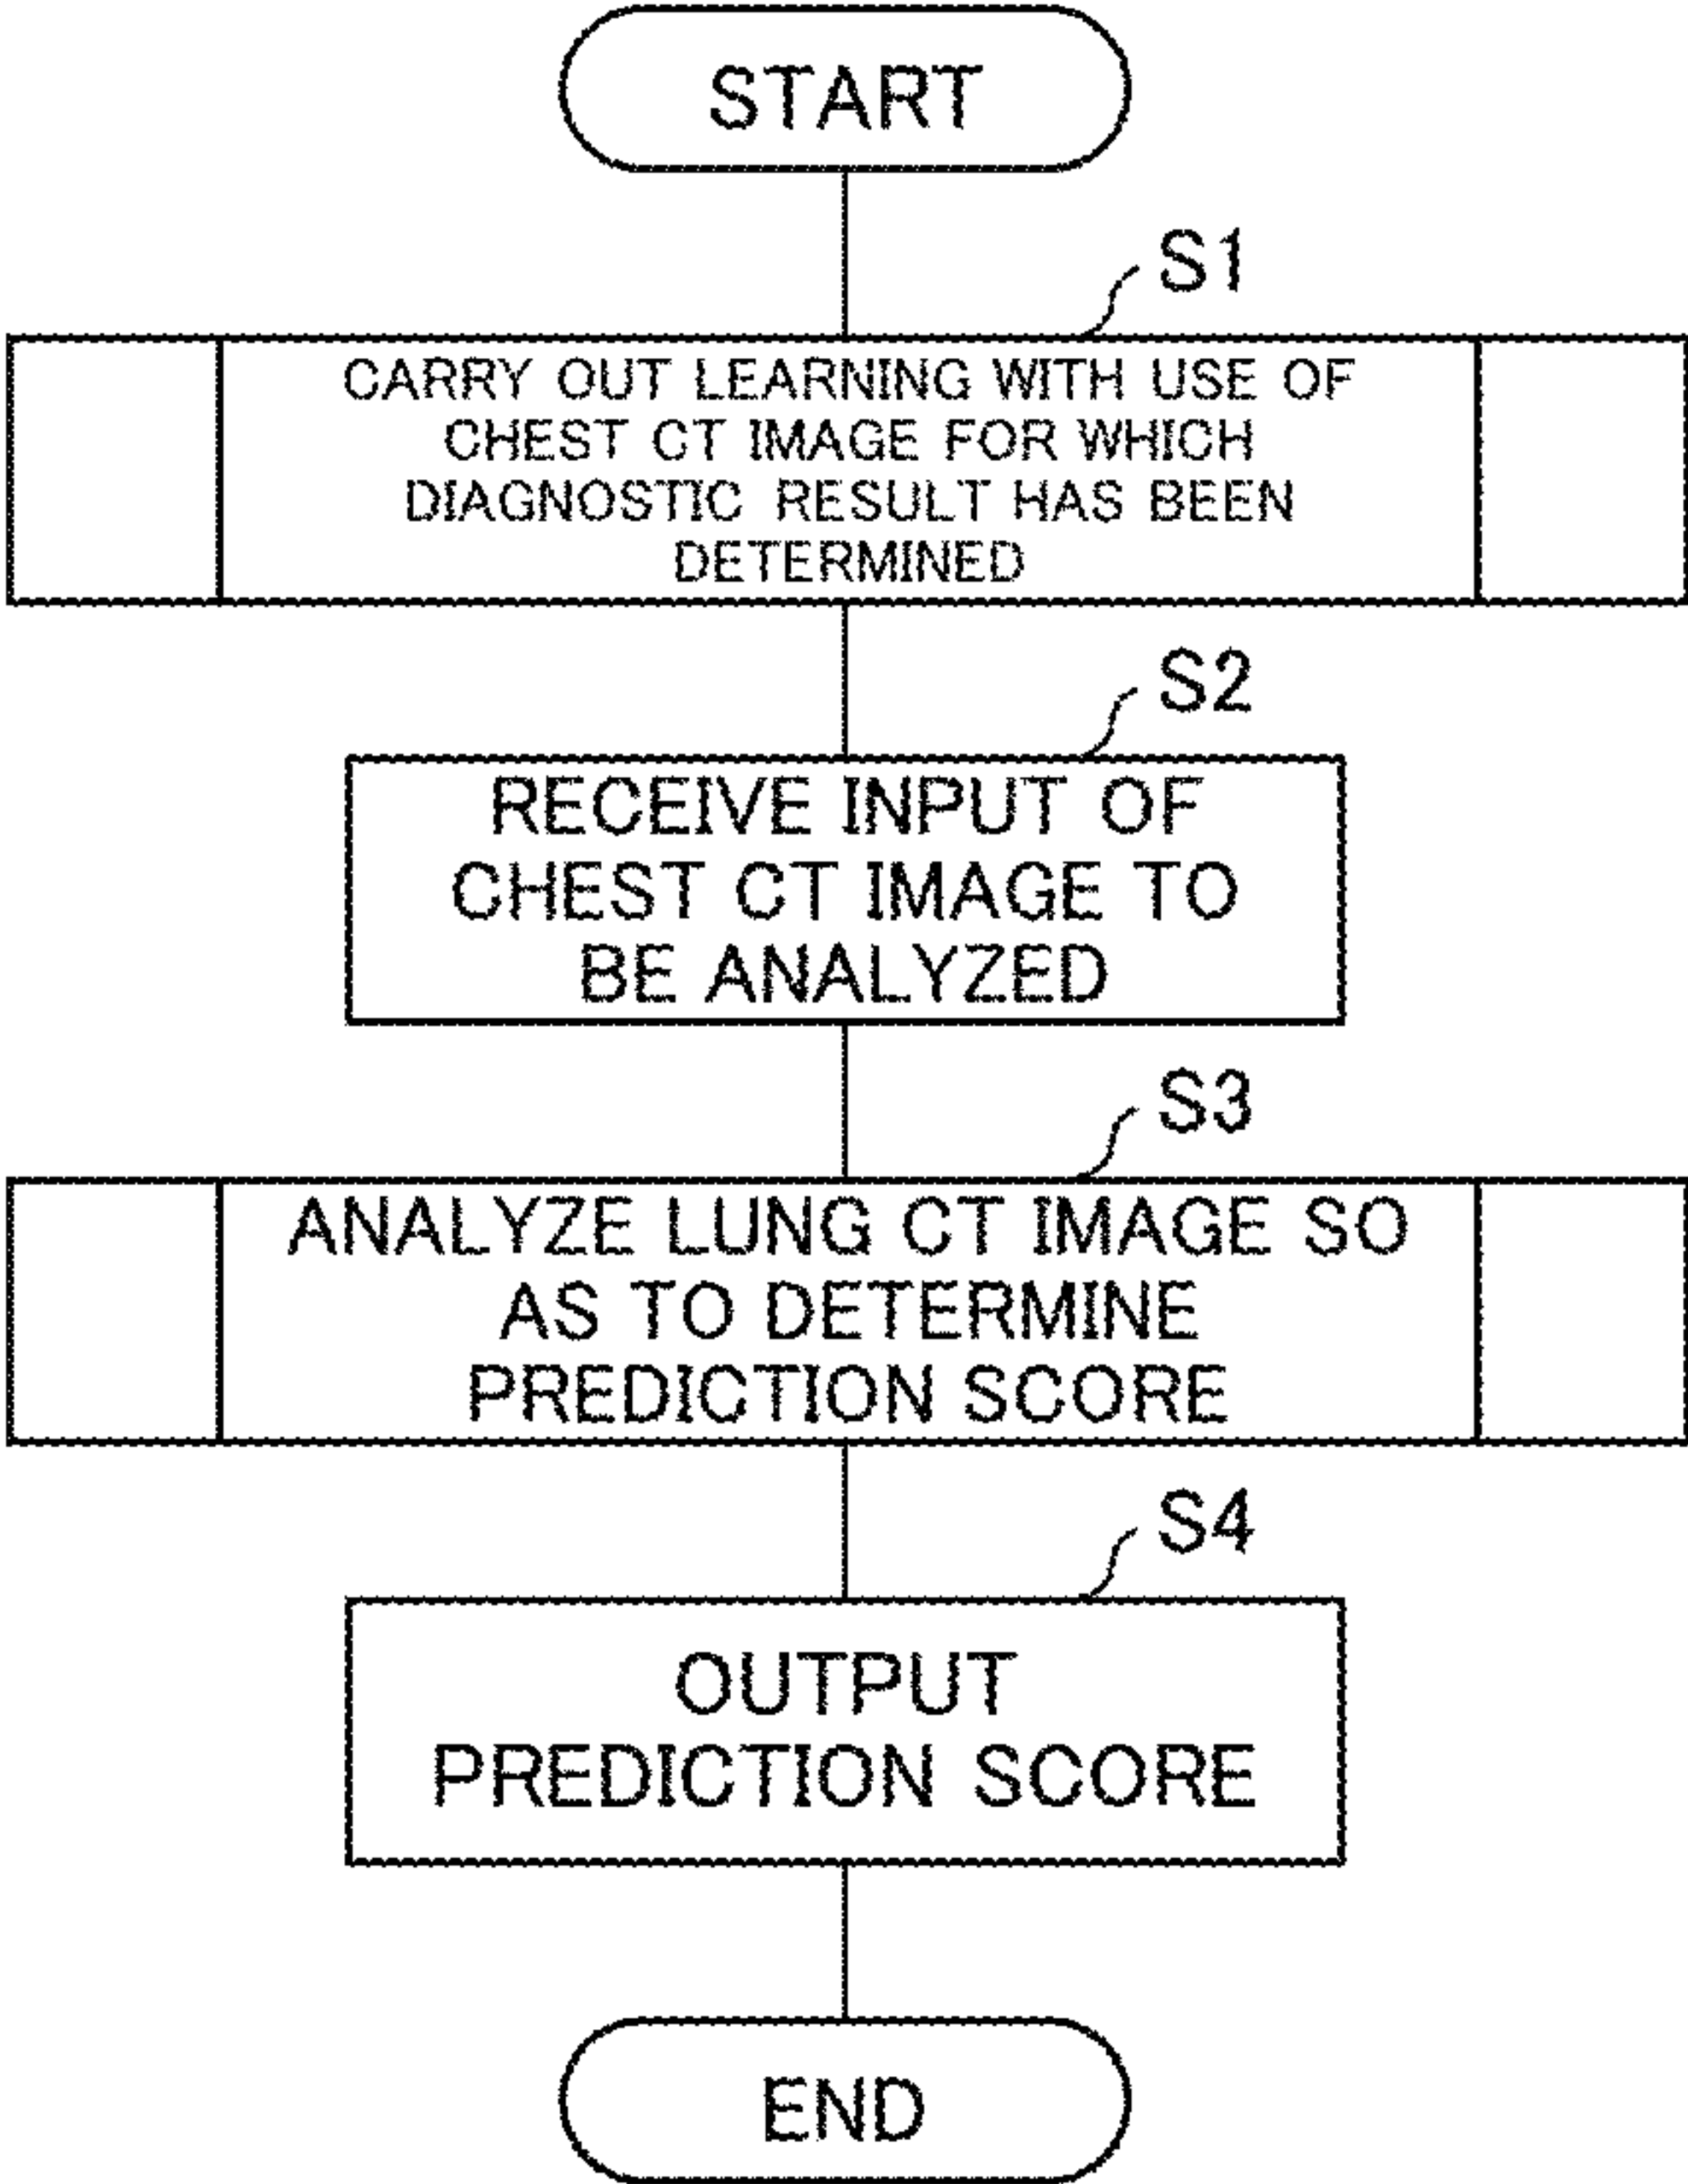 START
S1
CARRY OUT LEARNING WITH USE OF
CHEST CT IMAGE FOR WHICH
DIAGNOSTIC RESULT HAS BEEN
DETERMINED
S2
RECEIVE INPUT OF
CHEST CT IMAGE TO
BE ANALYZED
S3
ANALYZE LUNG CT IMAGE SO
AS TO DETERMINE
PREDICTION SCORE
S4
OUTPUT
PREDICTION SCORE
END